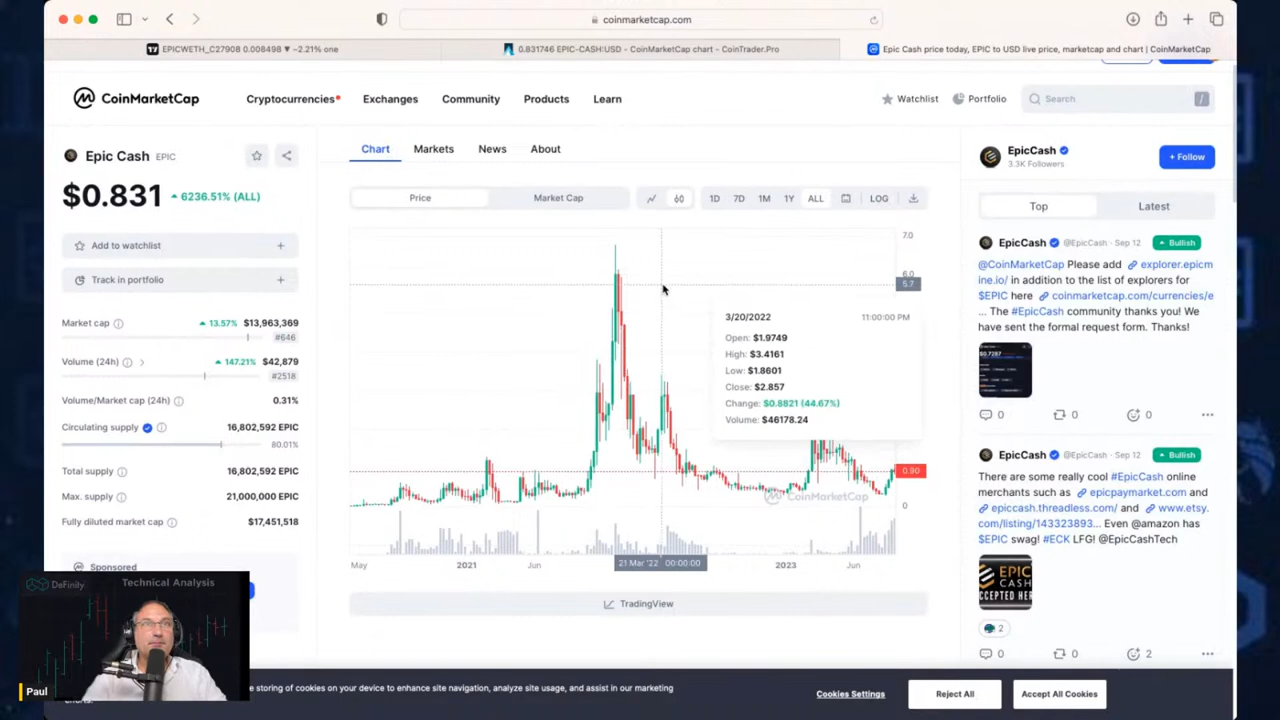 coinmarketcap.com
EPICWETH_C27908 0.008498 ▼ −2.21% one
0.831746 EPIC-CASH:USD - CoinMarketCap chart - CoinTrader.Pro
Epic Cash price today, EPIC to USD live price, marketcap and chart | CoinMarketCap
CoinMarketCap
Cryptocurrencies
Exchanges
Community
Products
Learn
Watchlist
Portfolio
Search
/
Epic Cash EPIC
$0.831
6236.51% (ALL)
Add to watchlist
+
Track in portfolio
+
Market cap 13.57% $13,963,369
#646
Volume (24h) 147.21% $42,879
#2518
Volume/Market cap (24h) 0.31%
Circulating supply 16,802,592 EPIC
80.01%
Total supply 16,802,592 EPIC
Max. supply 21,000,000 EPIC
Fully diluted market cap $17,451,518
Sponsored
Chart
Markets
News
About
Price
Market Cap
1D
7D
1M
1Y
ALL
LOG
7.0
6.0
5.7
0.90
0
3/20/2022 11:00:00 PM
Open: $1.9749
High: $3.4161
Low: $1.8601
Close: $2.857
Change: $0.8821 (44.67%)
Volume: $46178.24
CoinMarketCap
May
2021
Jun
21 Mar '22 00:00:00
2023
Jun
TradingView
EpicCash
3.3K Followers
+ Follow
Top
Latest
EpicCash @EpicCash · Sep 12 Bullish
@CoinMarketCap Please add explorer.epicm
ine.io/ in addition to the list of explorers for
$EPIC here coinmarketcap.com/currencies/e
... The #EpicCash community thanks you! We
have sent the formal request form. Thanks!
0 0 0
EpicCash @EpicCash · Sep 12 Bullish
There are some really cool #EpicCash online
merchants such as epicpaymarket.com and
epiccash.threadless.com/ and www.etsy.
com/listing/143323893... Even @amazon has
$EPIC swag! #ECK LFG! @EpicCashTech
EPIC
CASH
CCEPTED HER
2
0 0 2
DeFinity Technical Analysis
Paul
e storing of cookies on your device to enhance site navigation, analyze site usage, and assist in our marketing
Cookies Settings
Reject All
Accept All Cookies